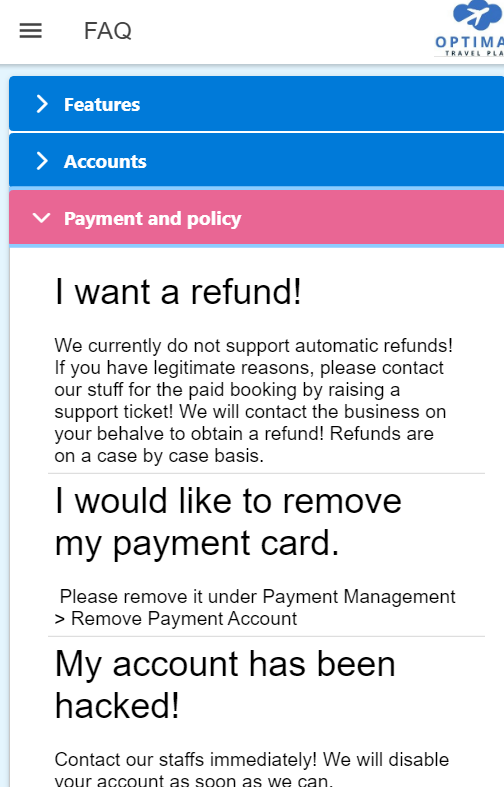 FAQ
OPTIMA
TRAVEL PLA
Features
Accounts
Payment and policy
I want a refund!
We currently do not support automatic refunds!
If you have legitimate reasons, please contact
our stuff for the paid booking by raising a
support ticket! We will contact the business on
your behalve to obtain a refund! Refunds are
on a case by case basis.
I would like to remove
my payment card.
Please remove it under Payment Management
> Remove Payment Account
My account has been
hacked!
Contact our staffs immediately! We will disable
your account as soon as we can.